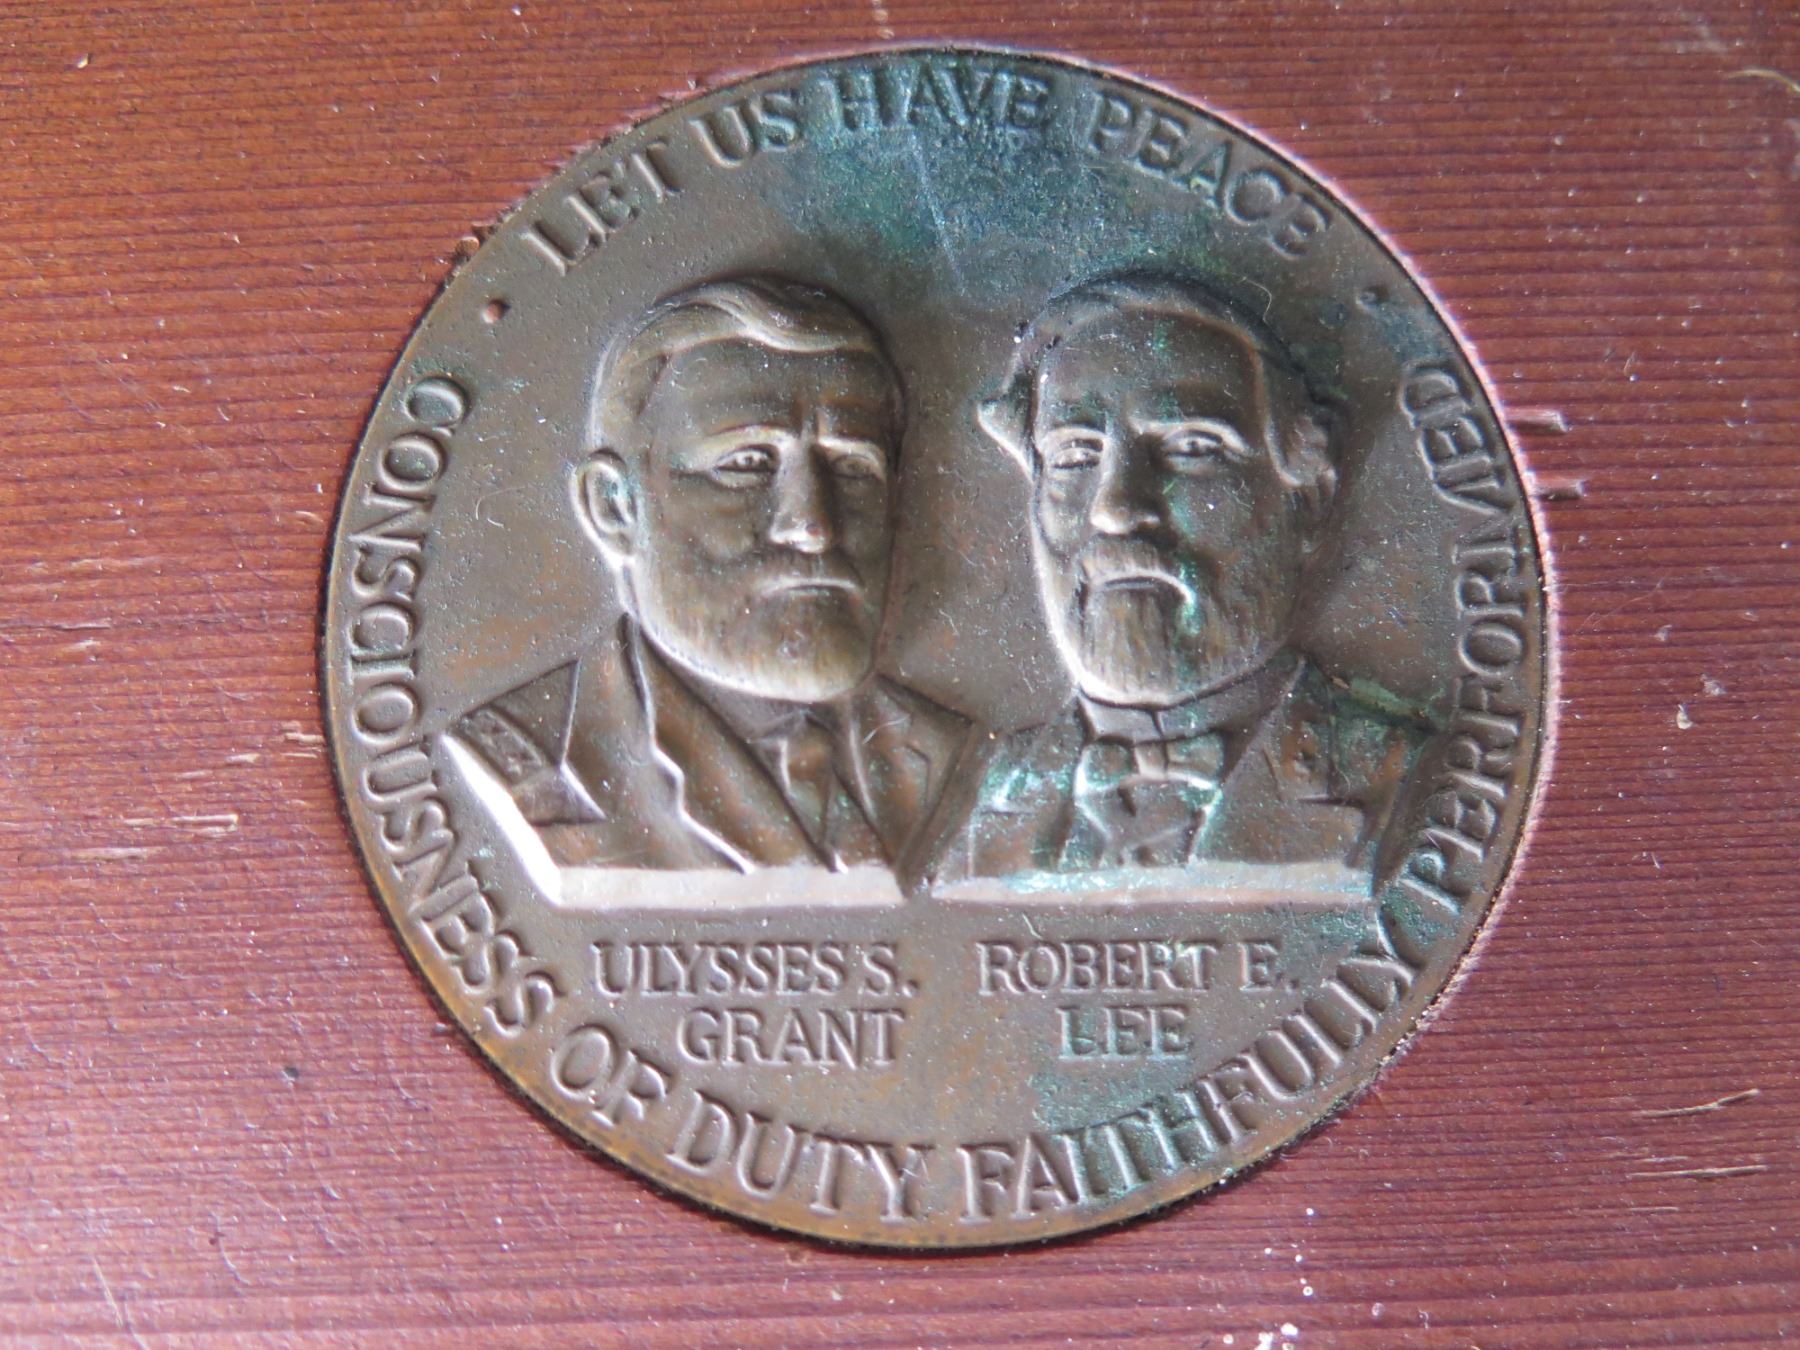 · LET US HAVE PEACE ·
CONSCIOUSNESS OF DUTY FAITHFULLY PERFORMED
ULYSSES S.
GRANT
ROBERT E.
LEE